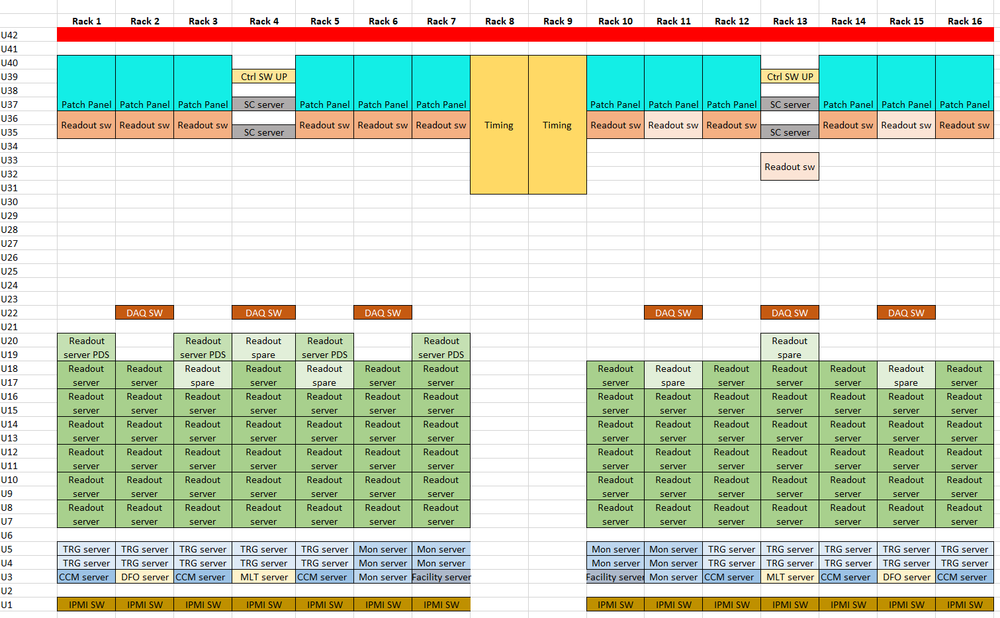 Rack 1 Rack 2 Rack 3 Rack 4 Rack 5 Rack 6 Rack 7 Rack 8 Rack 9 Rack 10 Rack 11 Rack 12 Rack 13 Rack 14 Rack 15 Rack 16
U42
U41
U40
U39 Ctrl SW UP Ctrl SW UP
U38
U37 Patch Panel Patch Panel Patch Panel SC server Patch Panel Patch Panel Patch Panel Patch Panel Patch Panel Patch Panel SC server Patch Panel Patch Panel Patch Panel
U36
Readout sw Readout sw Readout sw Readout sw Readout sw Readout sw Timing Timing Readout sw Readout sw Readout sw Readout sw Readout sw Readout sw
U35 SC server SC server
U34
U33
Readout sw
U32
U31
U30
U29
U28
U27
U26
U25
U24
U23
U22 DAQ SW DAQ SW DAQ SW DAQ SW DAQ SW DAQ SW
U21
U20 Readout Readout Readout Readout Readout Readout
U19 server PDS server PDS spare server PDS server PDS spare
U18 Readout Readout Readout Readout Readout Readout Readout Readout Readout Readout Readout Readout Readout Readout
U17 server server spare server spare server server server spare server server server spare server
U16 Readout Readout Readout Readout Readout Readout Readout Readout Readout Readout Readout Readout Readout Readout
U15 server server server server server server server server server server server server server server
U14 Readout Readout Readout Readout Readout Readout Readout Readout Readout Readout Readout Readout Readout Readout
U13 server server server server server server server server server server server server server server
U12 Readout Readout Readout Readout Readout Readout Readout Readout Readout Readout Readout Readout Readout Readout
U11 server server server server server server server server server server server server server server
U10 Readout Readout Readout Readout Readout Readout Readout Readout Readout Readout Readout Readout Readout Readout
U9 server server server server server server server server server server server server server server
U8 Readout Readout Readout Readout Readout Readout Readout Readout Readout Readout Readout Readout Readout Readout
U7 server server server server server server server server server server server server server server
U6
U5 TRG server TRG server TRG server TRG server TRG server Mon server Mon server Mon server Mon server TRG server TRG server TRG server TRG server TRG server
U4 TRG server TRG server TRG server TRG server TRG server Mon server Mon server Mon server Mon server TRG server TRG server TRG server TRG server TRG server
U3 CCM server DFO server CCM server MLT server CCM server Mon server Facility server Facility server Mon server CCM server MLT server CCM server DFO server CCM server
U2
U1 IPMI SW IPMI SW IPMI SW IPMI SW IPMI SW IPMI SW IPMI SW IPMI SW IPMI SW IPMI SW IPMI SW IPMI SW IPMI SW IPMI SW